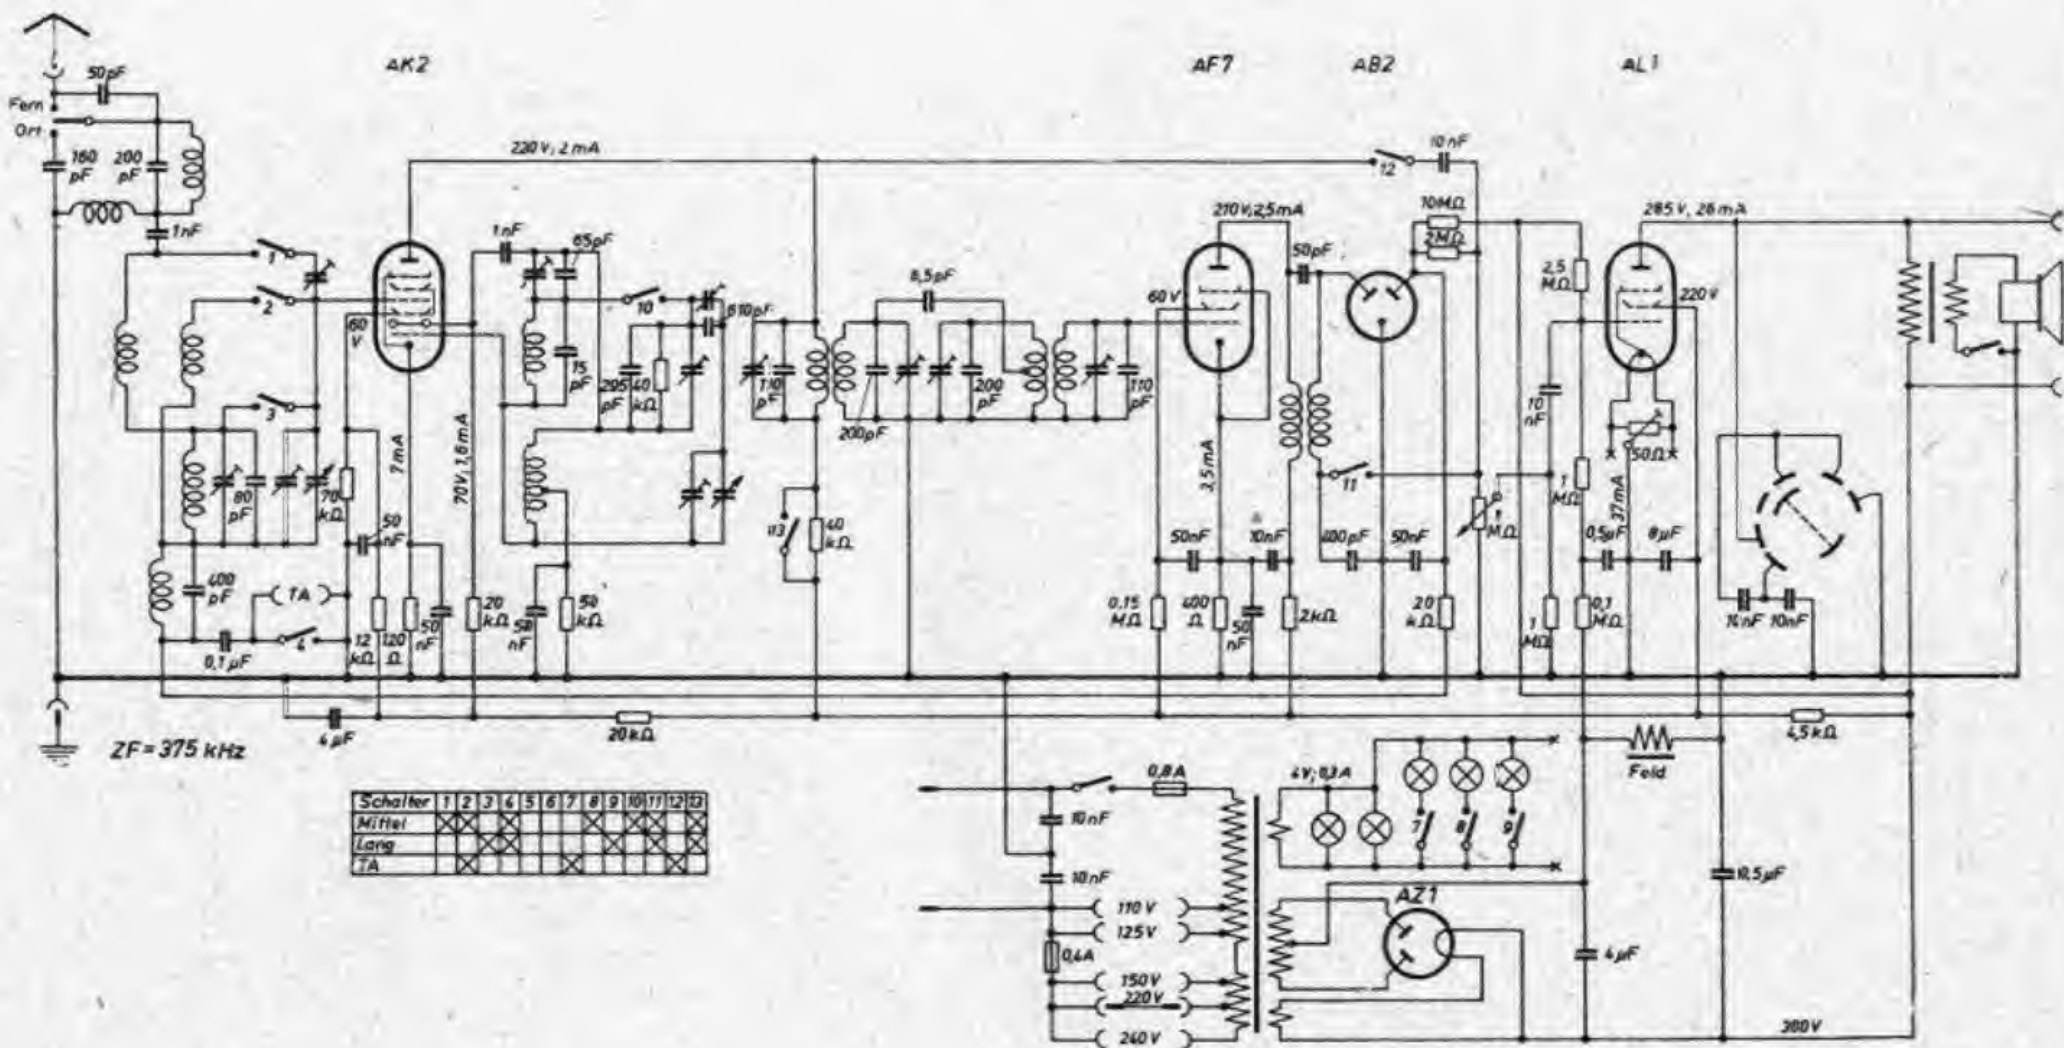 AK2
AF7
AB2
AL1
50pF
Fern
Ort
160 pF
200 pF
1nF
220V; 2mA
12
10nF
1
2
3
60 V
1nF
65pF
10
610pF
15 pF
295 pF
40 kΩ
110 pF
200pF
6,5pF
200 pF
110 pF
210V; 2,5mA
60V
50pF
10MΩ
2MΩ
285V, 26mA
2,5 MΩ
220V
10 nF
50Ω
80 pF
70 kΩ
50 nF
7mA
70V; 1,6mA
40 kΩ
3,5mA
11
1 MΩ
1 MΩ
37mA
50nF
10nF
400pF
50nF
0,5µF
8µF
400 pF
TA
0,1µF
4
12 kΩ
120 Ω
50 nF
20 kΩ
50 nF
50 kΩ
0,15 MΩ
400 Ω
50 nF
2kΩ
20 kΩ
1 MΩ
0,1 MΩ
10nF
4µF
20kΩ
4,5kΩ
ZF=375 kHz
Schalter 1 2 3 4 5 6 7 8 9 10 11 12 13
Mittel
Lang
TA
0,8A
4V; 0,3A
Feld
7
8
9
10nF
10nF
110V
125V
0,4A
150V
220V
240V
AZ1
4µF
10,5µF
300V